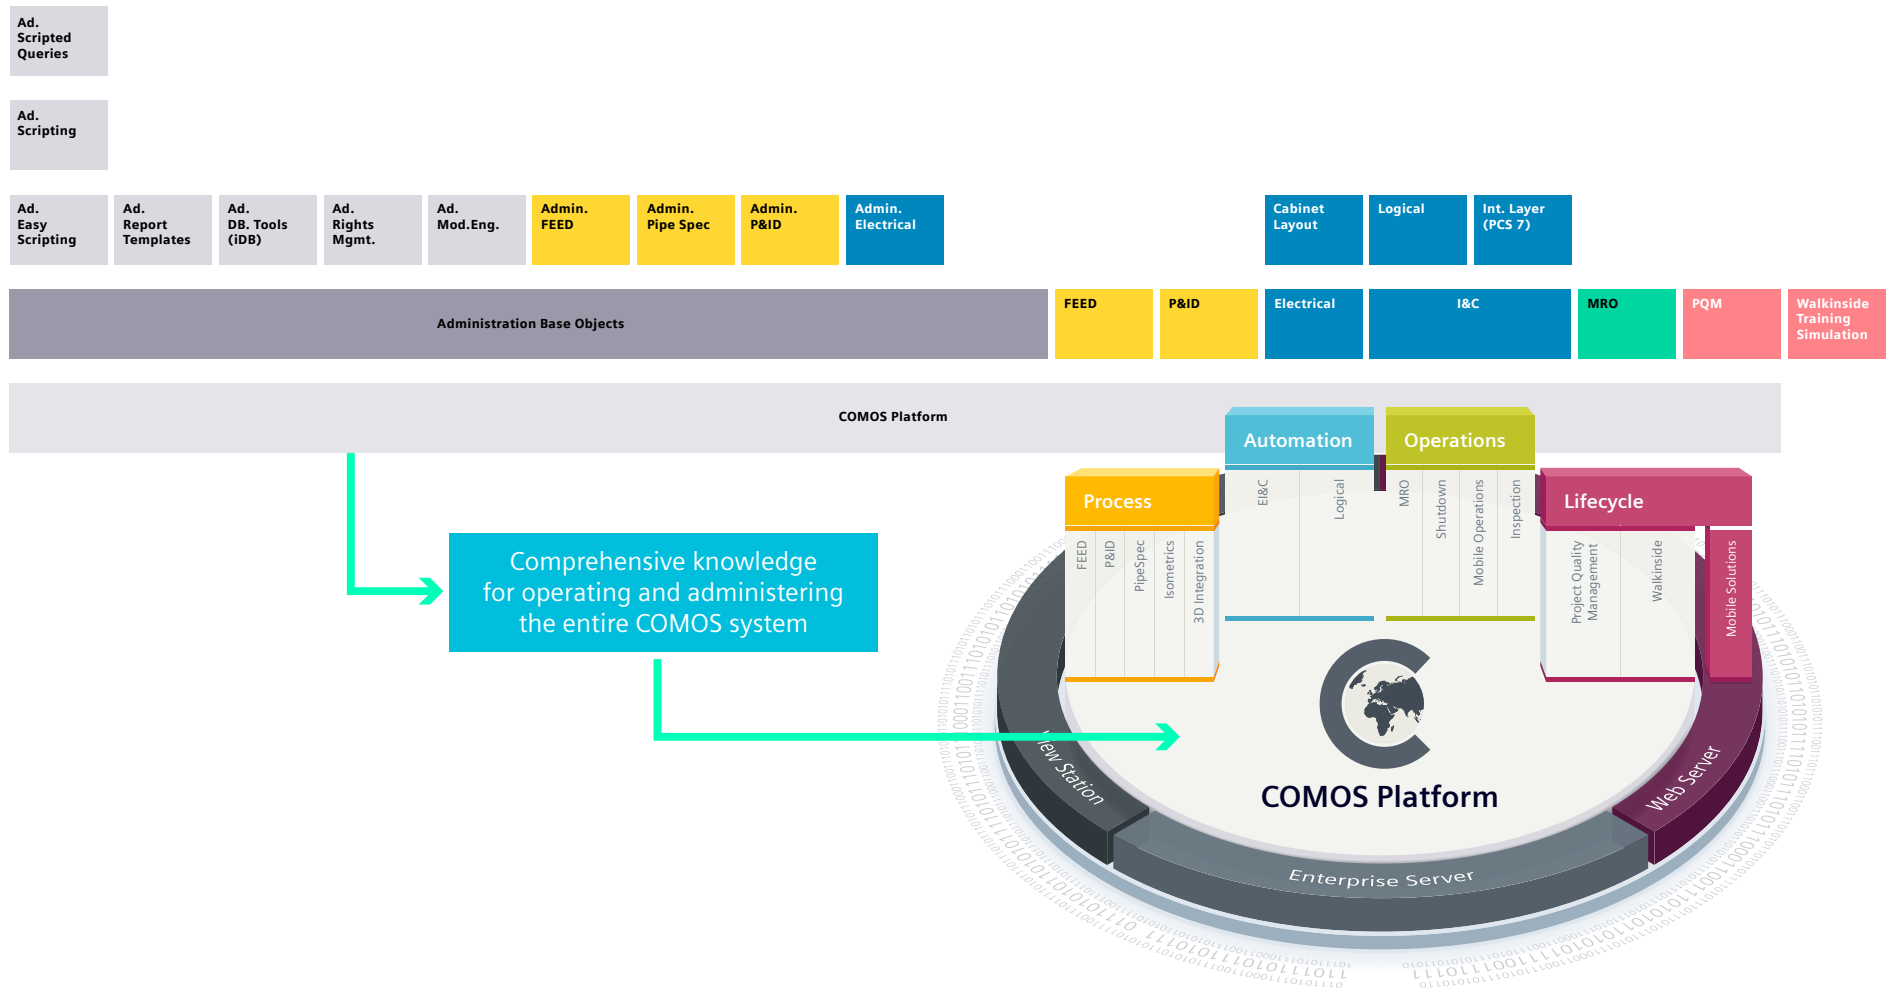 Ad.
Scripted
Queries
Ad.
Scripting
Ad.
Easy
Scripting
Ad.
Report
Templates
Ad.
DB. Tools
(iDB)
Ad.
Rights
Mgmt.
Ad.
Mod.Eng.
Admin.
FEED
Admin.
Pipe Spec
Admin.
P&ID
Admin.
Electrical
Cabinet
Layout
Logical
Int. Layer
(PCS 7)
Administration Base Objects
FEED
P&ID
Electrical
I&C
MRO
PQM
Walkinside
Training
Simulation
COMOS Platform
Automation
Operations
Process
Lifecycle
FEED
P&ID
PipeSpec
Isometrics
3D Integration
EI&C
Logical
MRO
Shutdown
Mobile Operations
Inspection
Project Quality
Management
Walkinside
Mobile Solutions
Comprehensive knowledge
for operating and administering
the entire COMOS system
COMOS Platform
View Station
Enterprise Server
Web Server